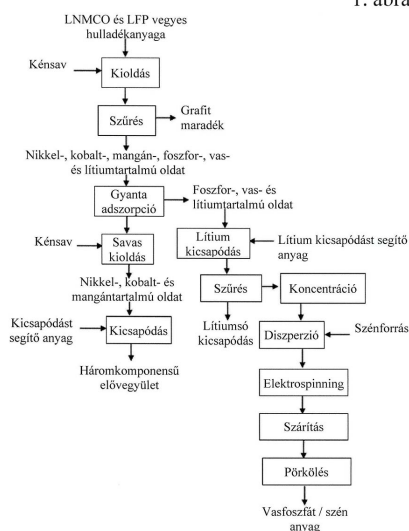 1. ábra
LNMCO és LFP vegyes
hulladékanyaga
Kénsav
Kioldás
Szűrés
Grafit
maradék
Nikkel-, kobalt-, mangán-, foszfor-, vas-
és lítiumtartalmú oldat
Gyanta
adszorpció
Foszfor-, vas- és
lítiumtartalmú oldat
Kénsav
Savas
kioldás
Lítium
kicsapódás
Lítium kicsapódást segítő
anyag
Nikkel-, kobalt- és
mangántartalmú oldat
Szűrés
Koncentráció
Kicsapódást
segítő anyag
Kicsapódás
Lítiumsó
kicsapódás
Diszperzió
Szénforrás
Háromkomponensű
elővegyület
Elektrospinning
Szárítás
Pörkölés
Vasfoszfát / szén
anyag